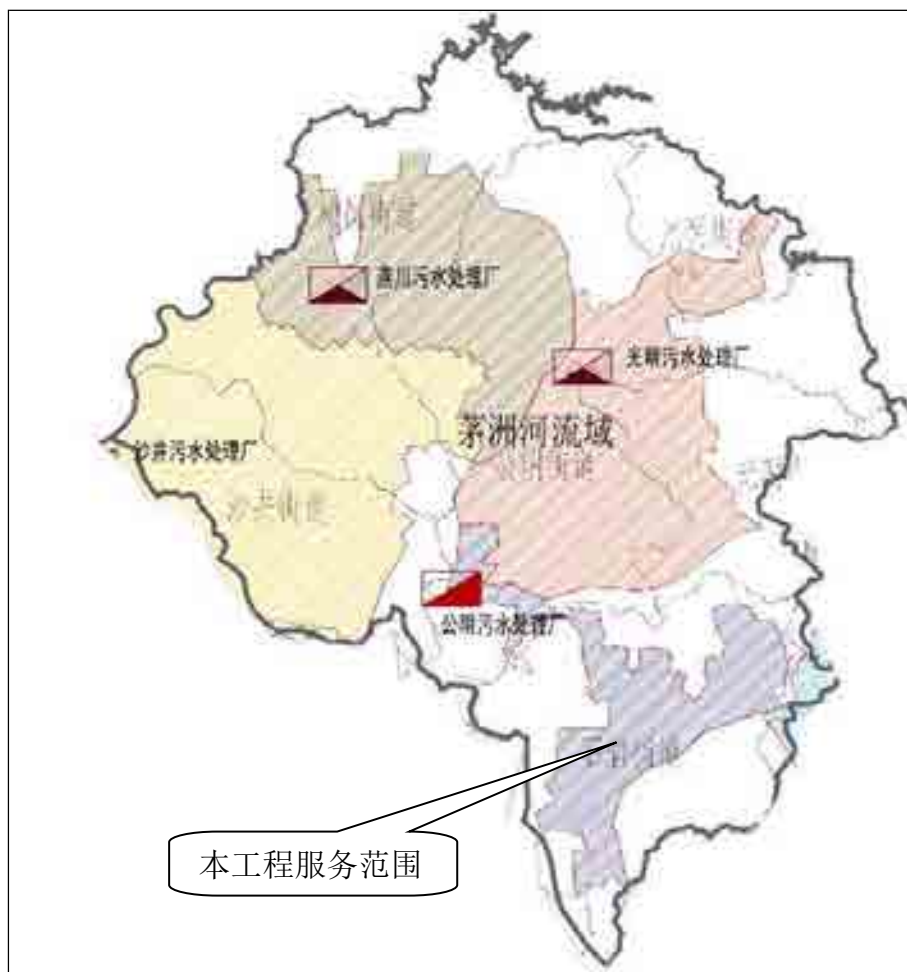 燕川污水处理厂
光明污水处理厂
茅洲河流域
沙井污水处理厂
沙井街道
公明污水处理厂
本工程服务范围